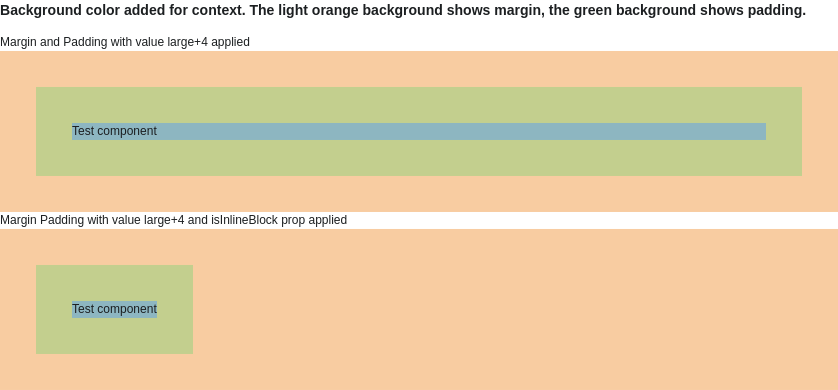 Background color added for context. The light orange background shows margin, the green background shows padding.
Margin and Padding with value large+4 applied
Test component
Margin Padding with value large+4 and isInlineBlock prop applied
Test component